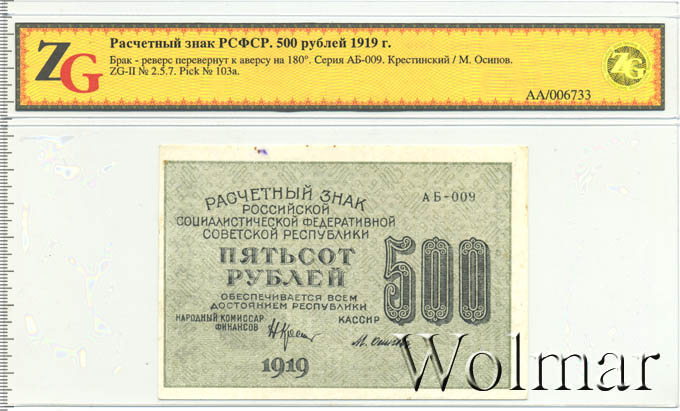 ZG
Расчетный знак РСФСР. 500 рублей 1919 г.
Брак - реверс перевернут к аверсу на 180°. Серия АБ-009. Крестинский / М. Осипов.
ZG-II № 2.5.7. Pick № 103a.
ZG
AA/006733
РАСЧЕТНЫЙ ЗНАК
АБ-009
РОССИЙСКОЙ
СОЦИАЛИСТИЧЕСКОЙ ФЕДЕРАТИВНОЙ
СОВЕТСКОЙ РЕСПУБЛИКИ
ПЯТЬСОТ
РУБЛЕЙ
500
ОБЕСПЕЧИВАЕТСЯ ВСЕМ
ДОСТОЯНИЕМ РЕСПУБЛИКИ
НАРОДНЫЙ КОМИССАР
ФИНАНСОВ
КАССИР
1919
Wolmar